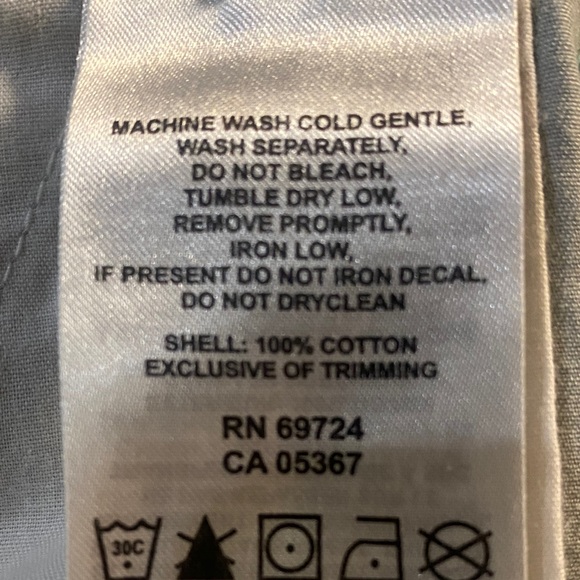 MACHINE WASH COLD GENTLE,
WASH SEPARATELY,
DO NOT BLEACH,
TUMBLE DRY LOW,
REMOVE PROMPTLY,
IRON LOW,
IF PRESENT DO NOT IRON DECAL,
DO NOT DRYCLEAN
SHELL: 100% COTTON
EXCLUSIVE OF TRIMMING
RN 69724
CA 05367
30C